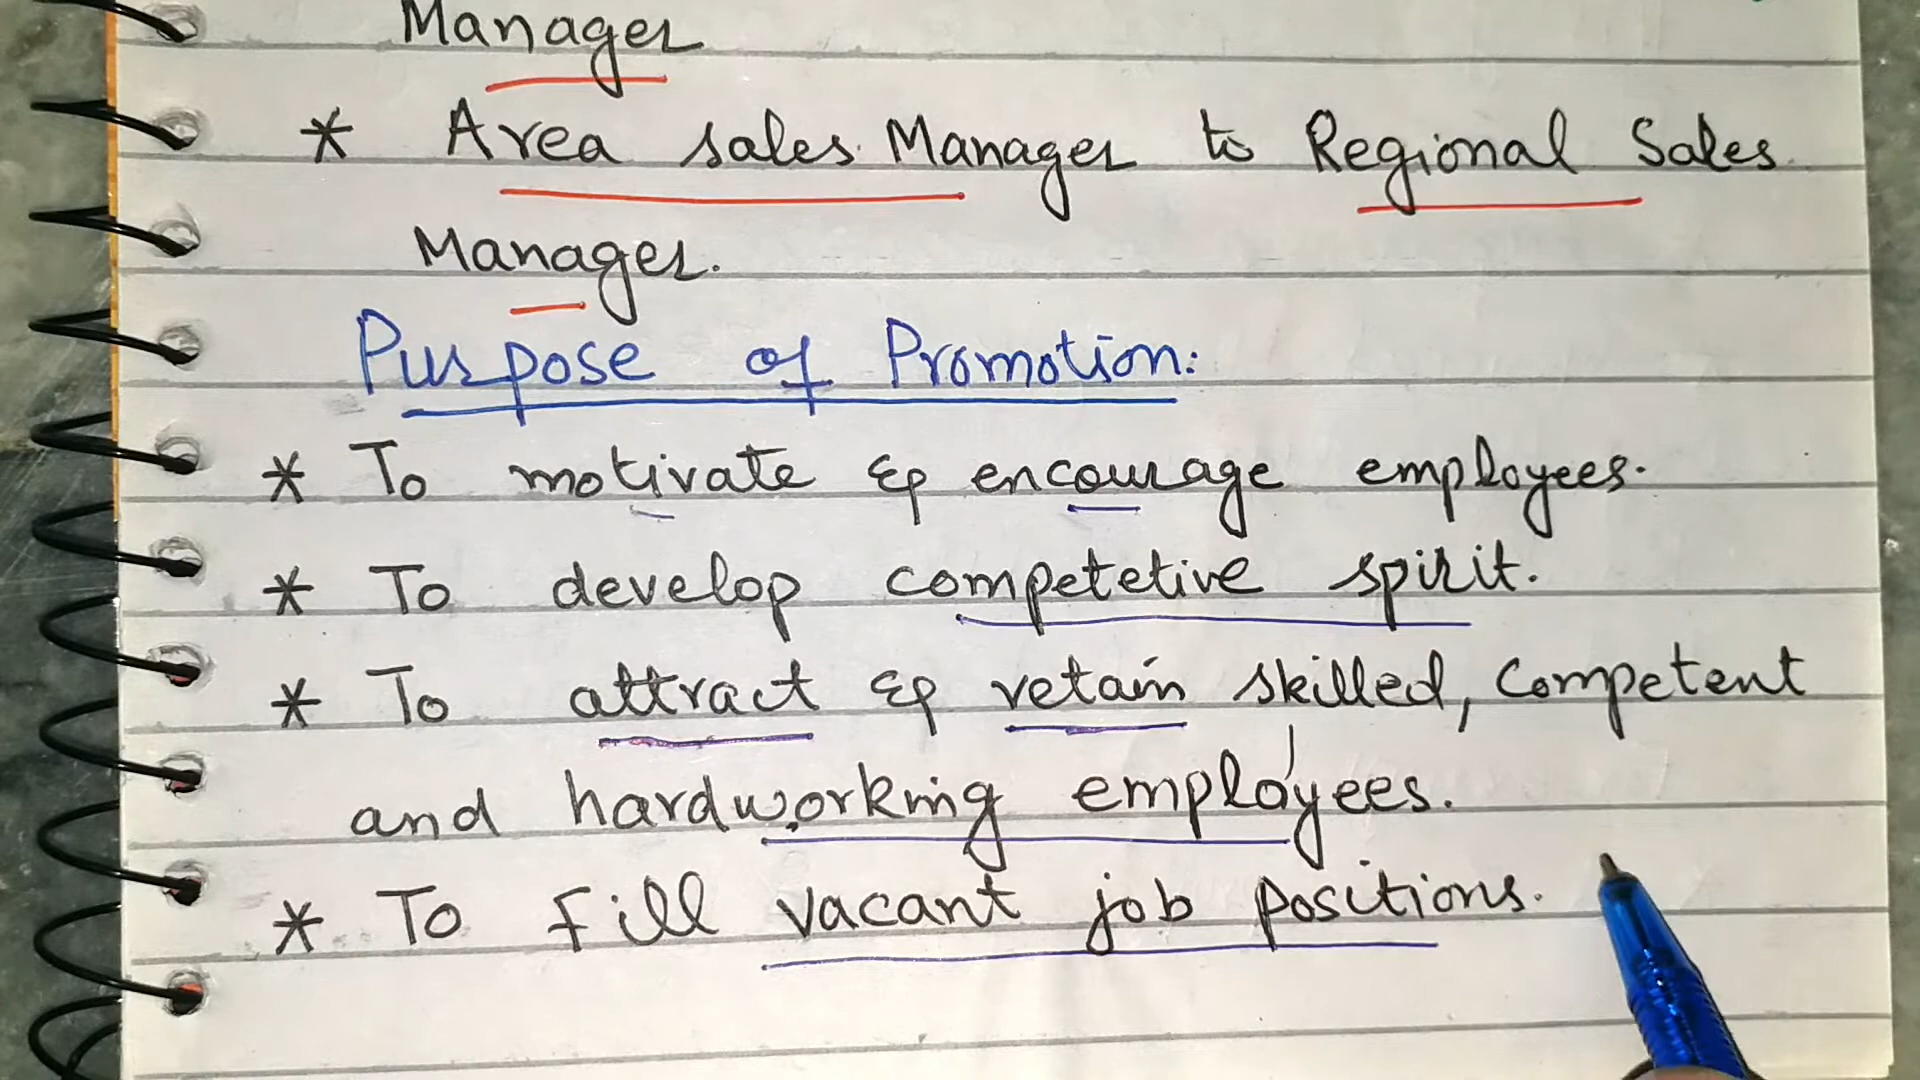 Manager
* Area sales Manager to Regional Sales
Manager.
Purpose of Promotion:
* To motivate & encourage employees.
* To develop competetive spirit.
* To attract & retain skilled, competent
and hardworking employees.
* To Fill vacant job positions.